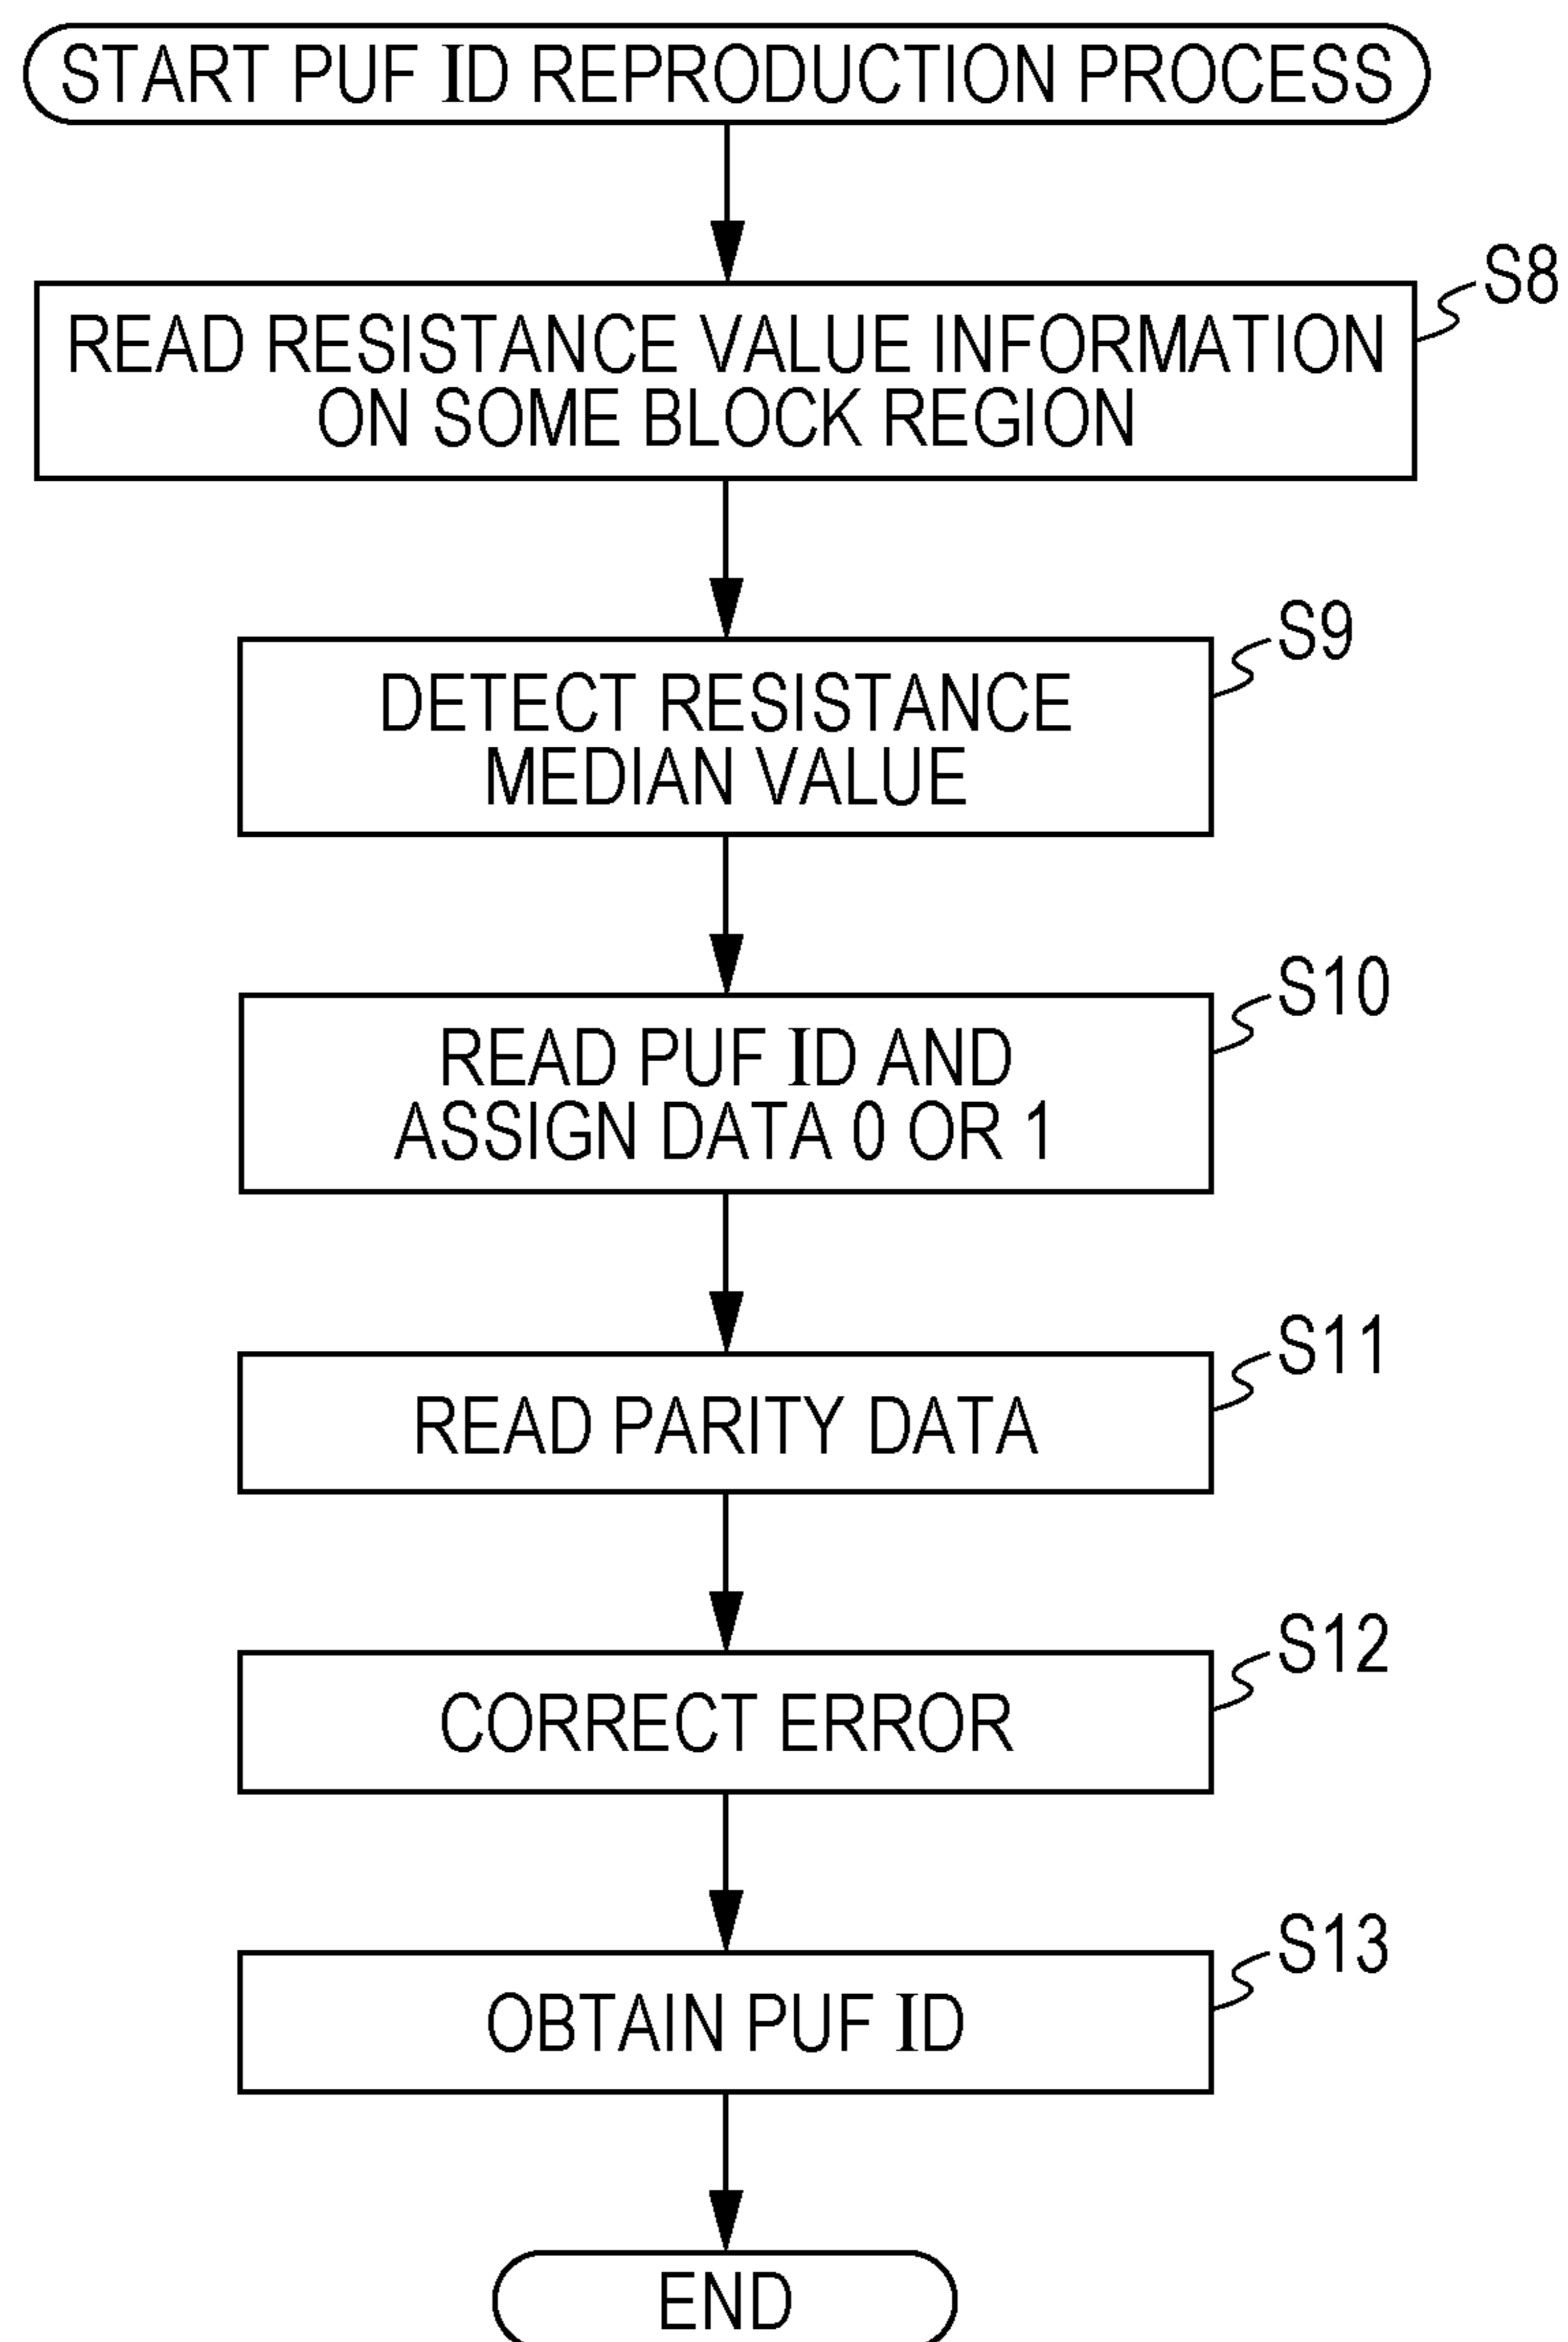 START PUF ID REPRODUCTION PROCESS
S8
READ RESISTANCE VALUE INFORMATION
ON SOME BLOCK REGION
S9
DETECT RESISTANCE
MEDIAN VALUE
S10
READ PUF ID AND
ASSIGN DATA 0 OR 1
S11
READ PARITY DATA
S12
CORRECT ERROR
S13
OBTAIN PUF ID
END